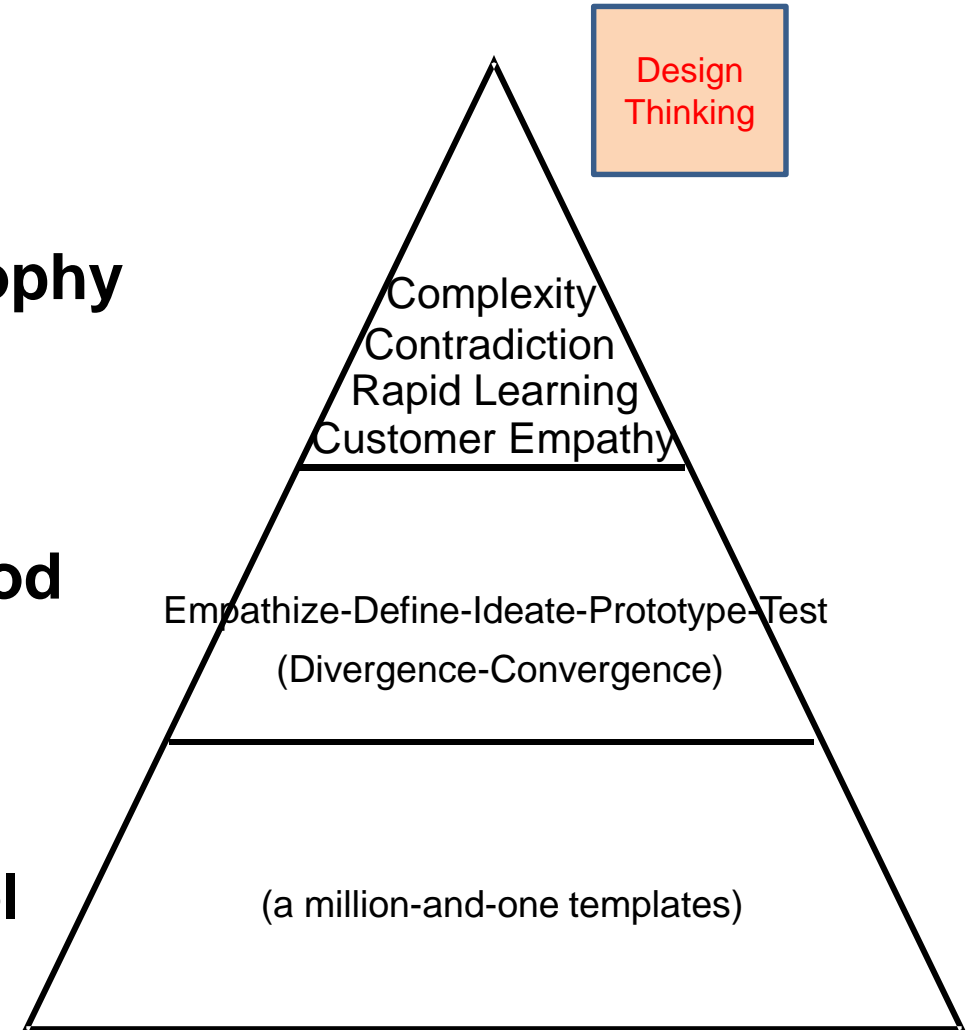 Design
Thinking
ophy
Complexity
Contradiction
Rapid Learning
Customer Empathy
od
Empathize-Define-Ideate-Prototype-Test
(Divergence-Convergence)
l
(a million-and-one templates)